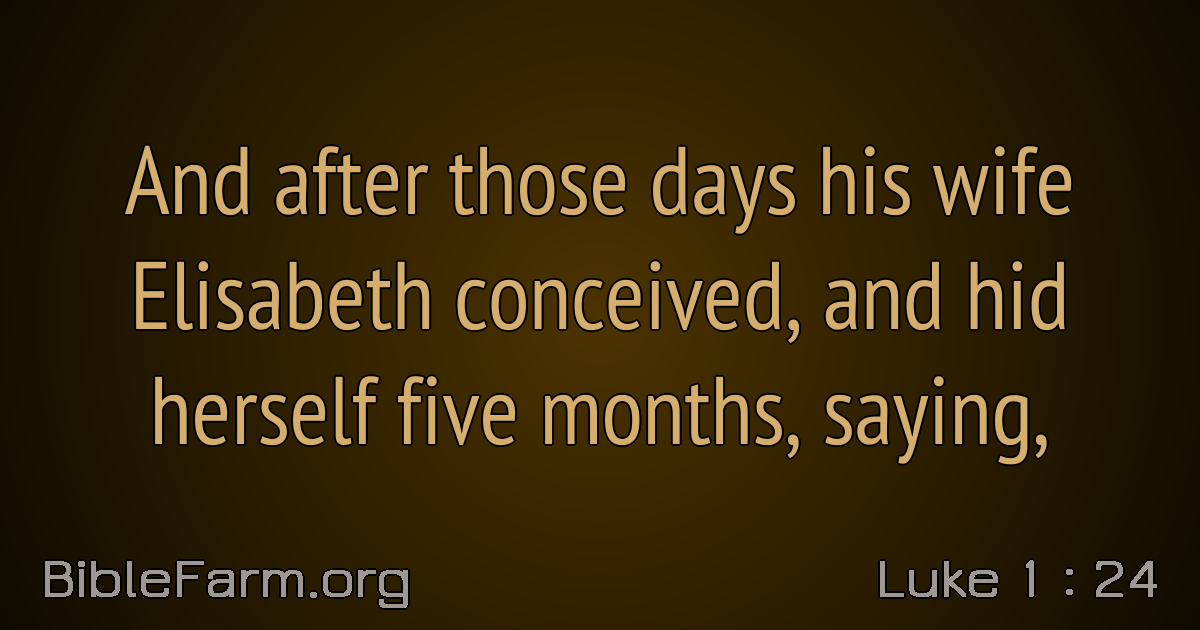 And after those days his wife
Elisabeth conceived, and hid
herself five months, saying,
BibleFarm.org
Luke 1 : 24